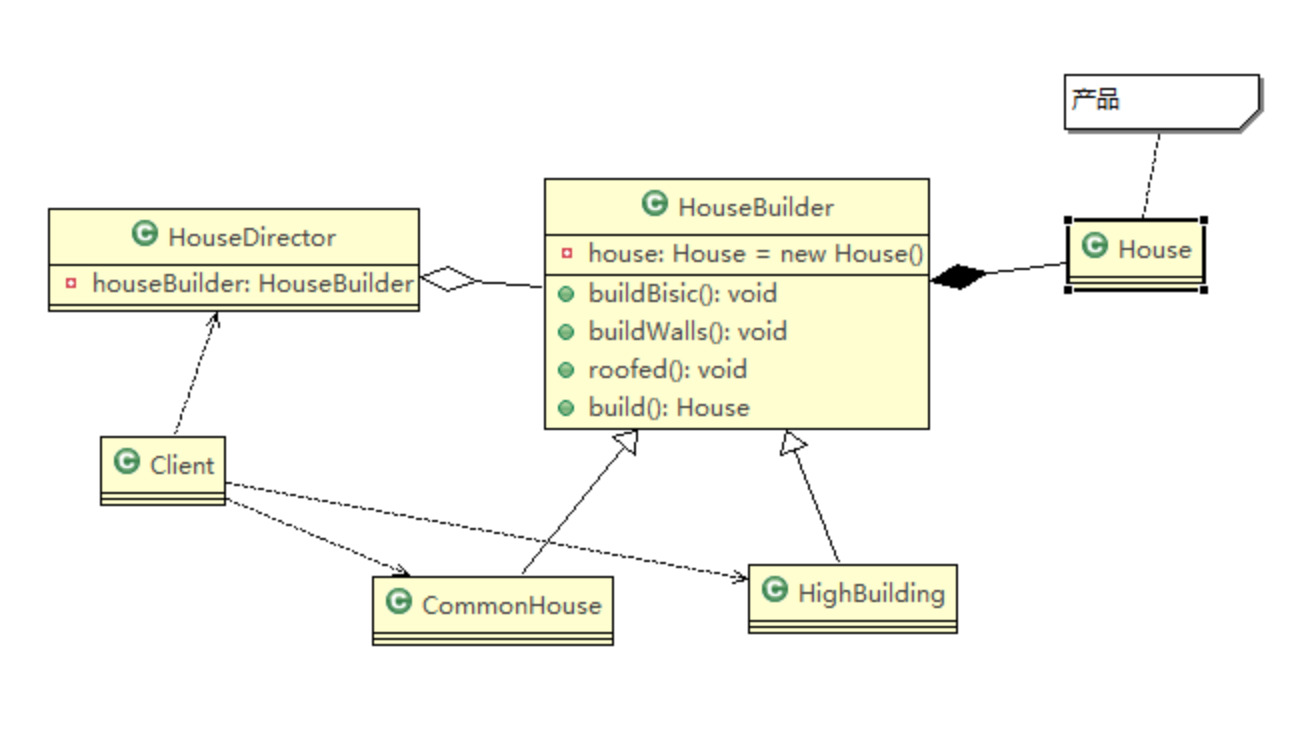 产品
HouseBuilder
house: House = new House()
buildBisic(): void
buildWalls(): void
roofed(): void
build(): House
HouseDirector
houseBuilder: HouseBuilder
House
Client
CommonHouse
HighBuilding